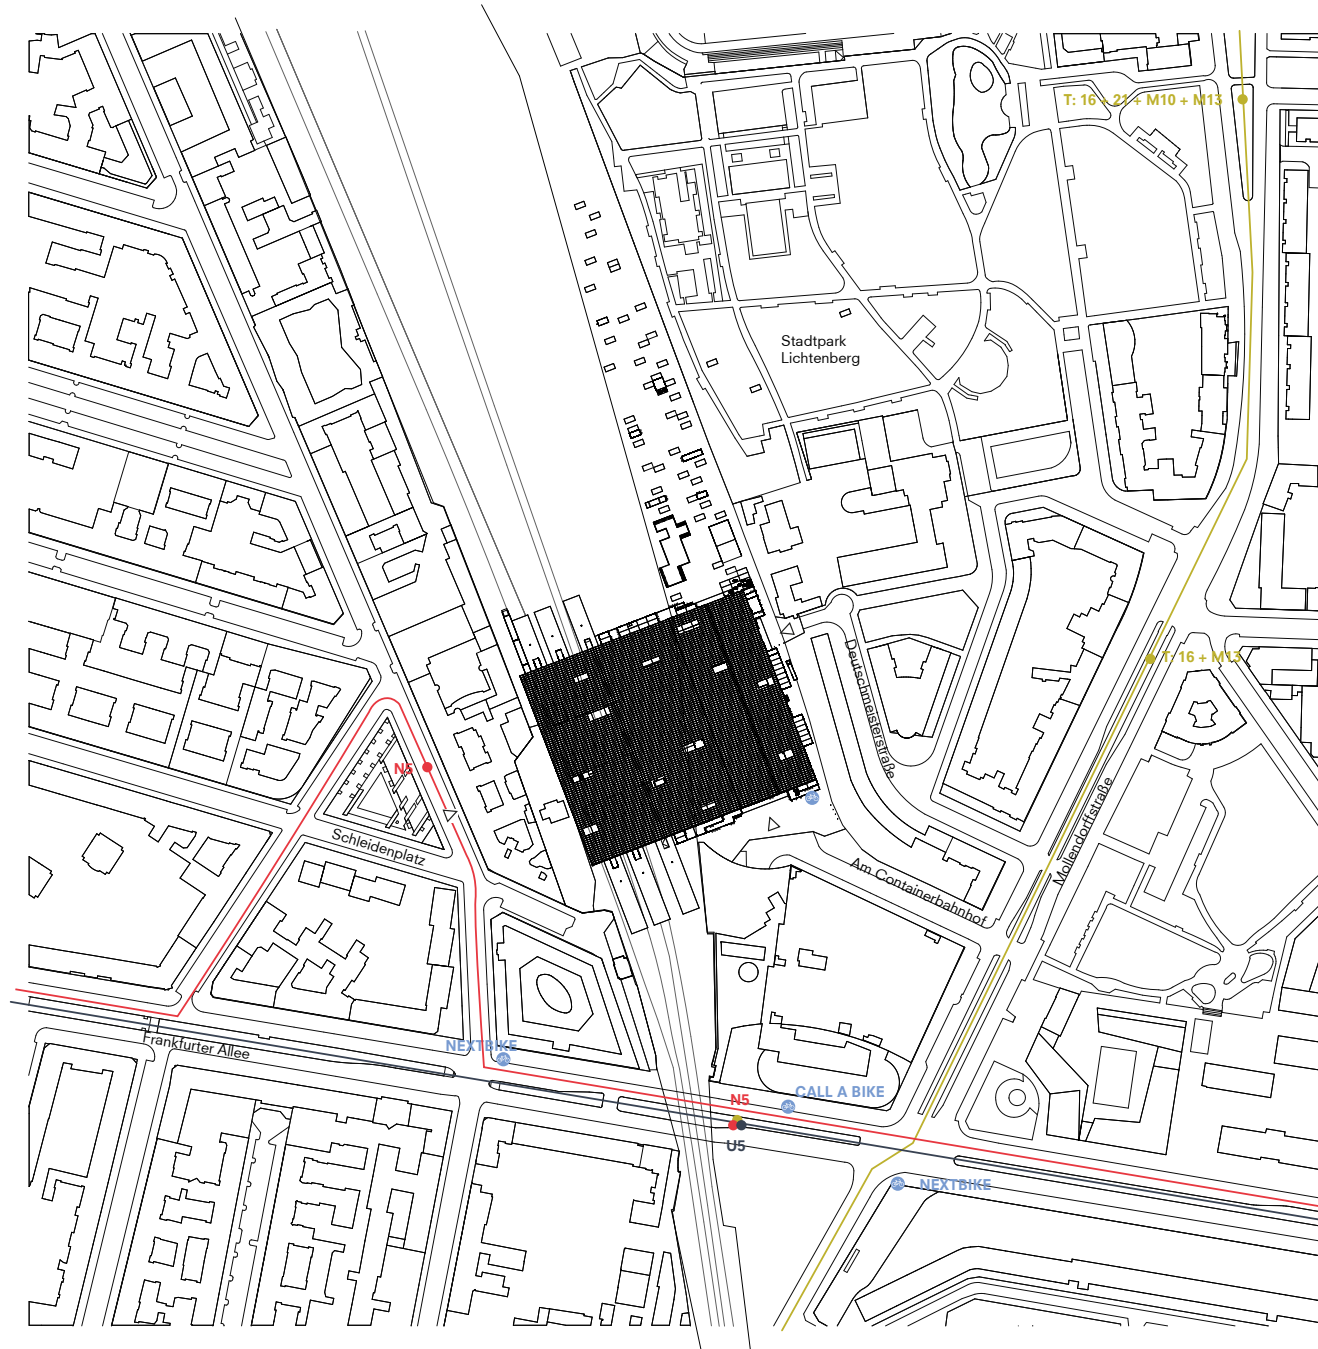 T: 16 + 21 + M10 + M13
Stadtpark
Lichtenberg
T: 16 + M13
Deutschmeisterstraße
N5
Möllendorffstraße
Schleidenplatz
Am Containerbahnhof
Frankfurter Allee
NEXTBIKE
CALL A BIKE
N5
U5
NEXTBIKE